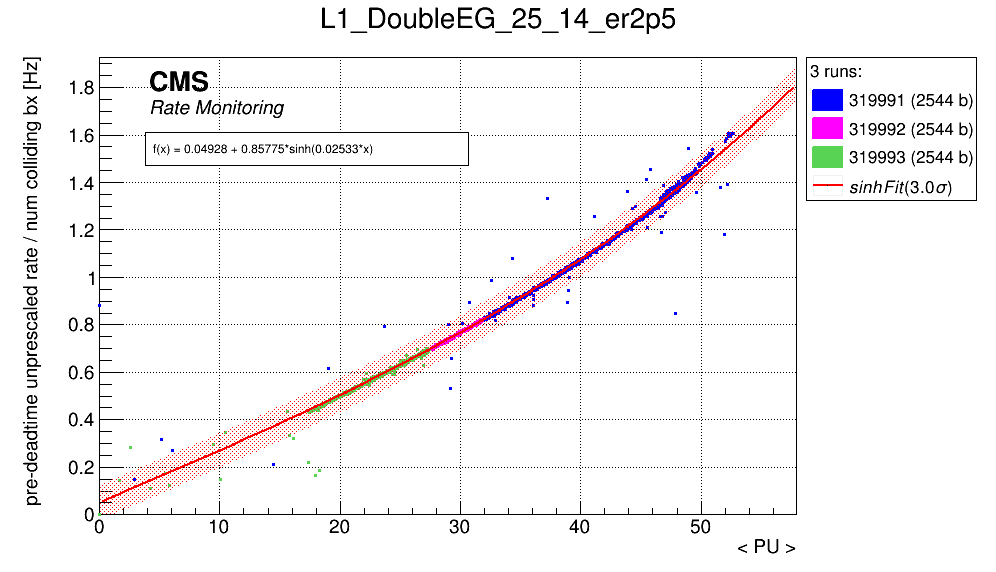 L1_DoubleEG_25_14_er2p5
pre-deadtime unprescaled rate / num colliding bx [Hz]
CMS
Rate Monitoring
f(x) = 0.04928 + 0.85775*sinh(0.02533*x)
3 runs:
319991 (2544 b)
319992 (2544 b)
319993 (2544 b)
sinhFit(3.0σ)
1.8
1.6
1.4
1.2
1
0.8
0.6
0.4
0.2
0
0 10 20 30 40 50
< PU >